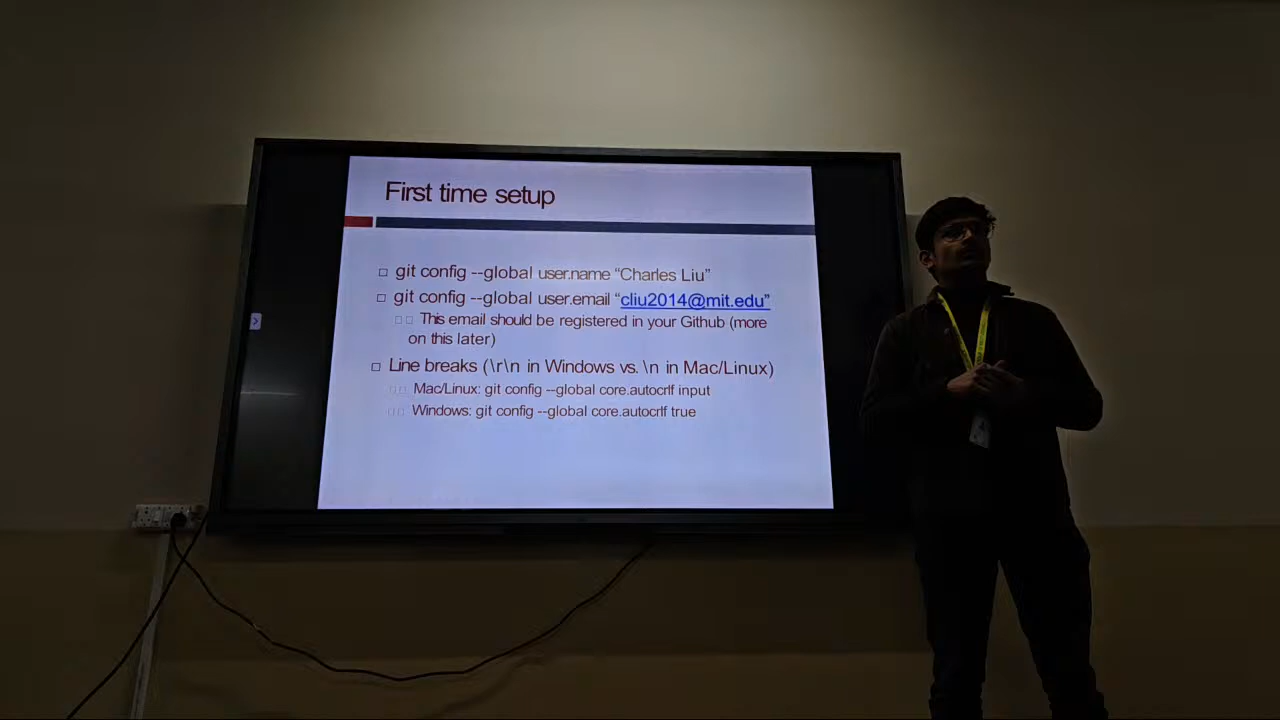 First time setup
git config --global user.name “Charles Liu”
git config --global user.email “cliu2014@mit.edu”
This email should be registered in your Github (more
on this later)
Line breaks (\r\n in Windows vs. \n in Mac/Linux)
Mac/Linux: git config --global core.autocrlf input
Windows: git config --global core.autocrlf true